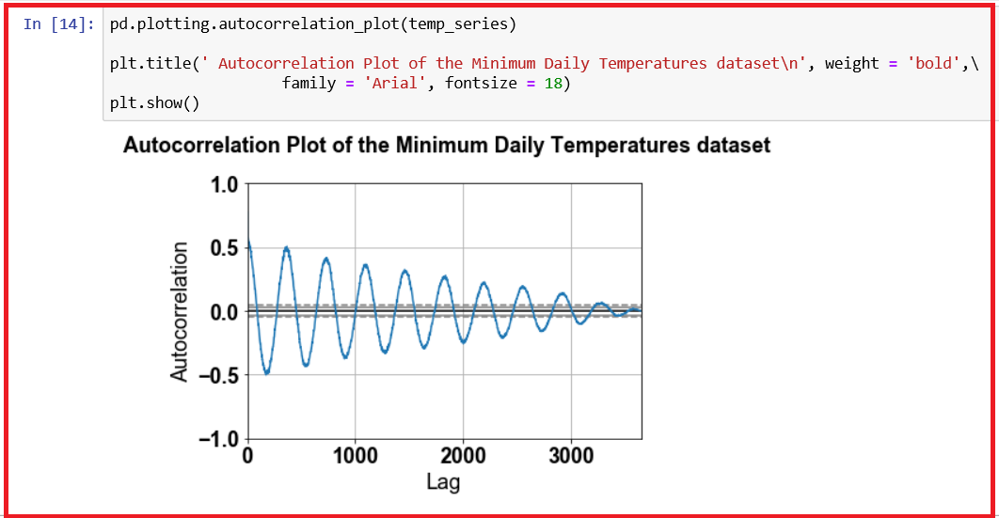 In [14]: pd.plotting.autocorrelation_plot(temp_series)
plt.title(' Autocorrelation Plot of the Minimum Daily Temperatures dataset\n', weight = 'bold',\
family = 'Arial', fontsize = 18)
plt.show()
Autocorrelation Plot of the Minimum Daily Temperatures dataset
1.0
0.5
0.0
−0.5
−1.0
Autocorrelation
0 1000 2000 3000
Lag